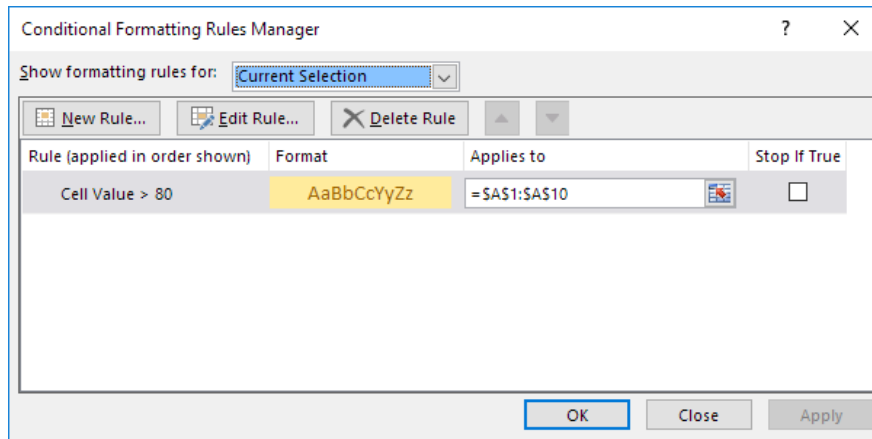 Conditional Formatting Rules Manager ?
Show formatting rules for: Current Selection
New Rule... Edit Rule... Delete Rule
Rule (applied in order shown) Format Applies to Stop If True
Cell Value > 80 AaBbCcYyZz =$A$1:$A$10
OK Close Apply